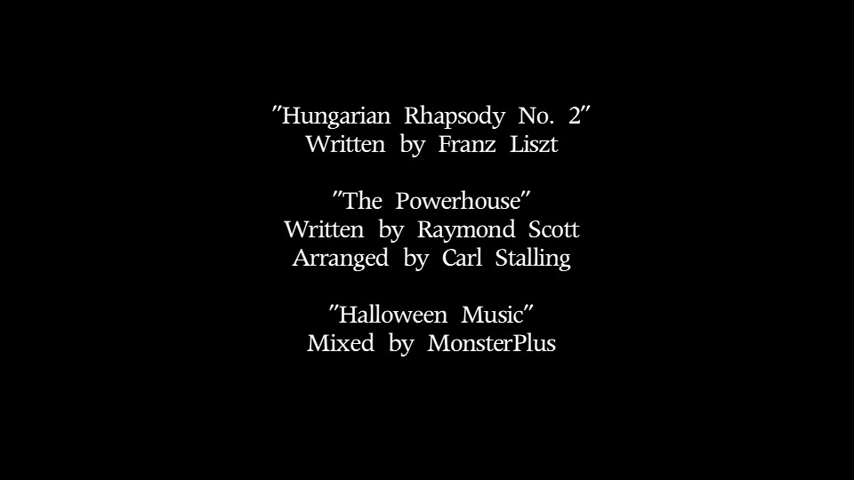 "Hungarian Rhapsody No. 2"
Written by Franz Liszt
"The Powerhouse"
Written by Raymond Scott
Arranged by Carl Stalling
"Halloween Music"
Mixed by MonsterPlus